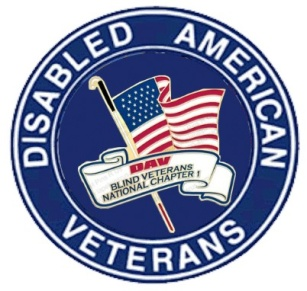 DISABLED AMERICAN
VETERANS
DAV
BLIND VETERANS
NATIONAL CHAPTER 1